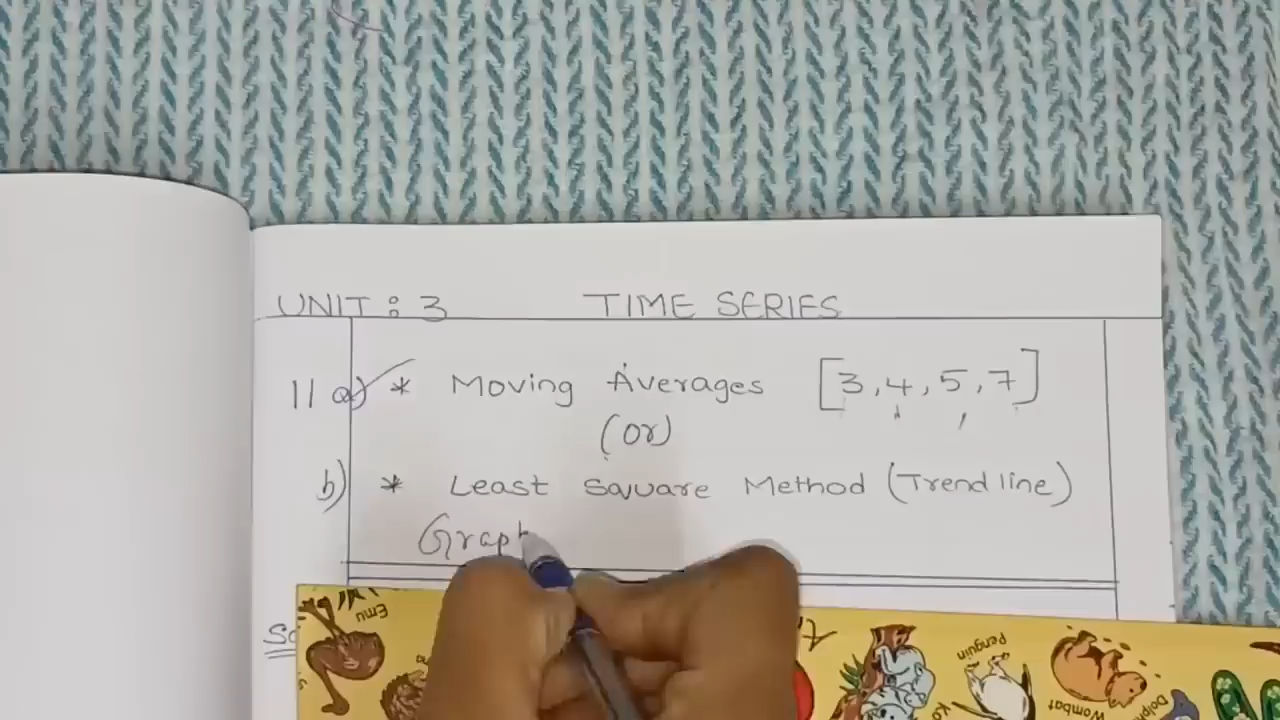 UNIT : 3 TIME SERIES
11 a) * Moving Averages [3, 4, 5, 7]
(Or)
b) * Least Square Method (Trend line)
Graph
Emu
Penguin
Wombat